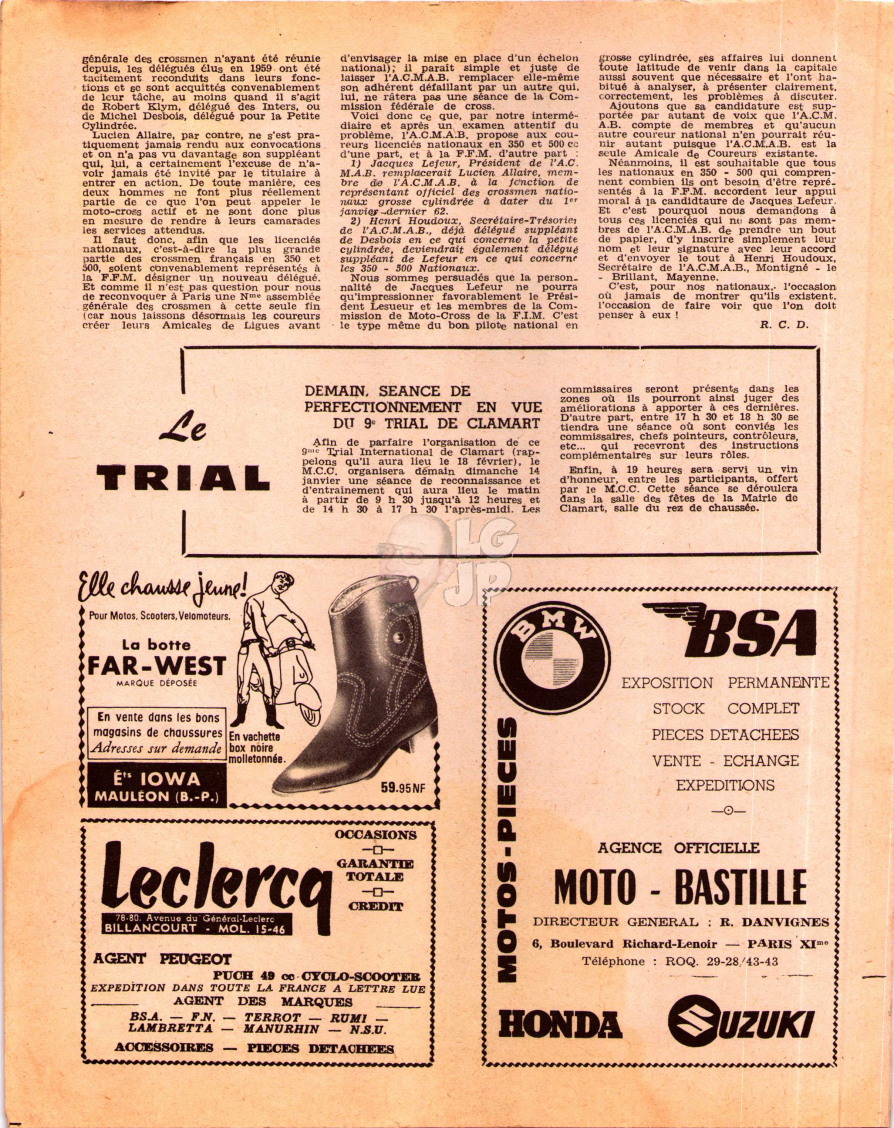 générale des crossmen n'ayant été réunie
depuis, les délégués élus en 1959 ont été
tacitement reconduits dans leurs fonc-
tions et se sont acquittés convenablement
de leur tâche, au moins quand il s'agit
de Robert Klym, délégué des Inters, ou
de Michel Desbois, délégué pour la Petite
Cylindrée.
Lucien Allaire, par contre, ne s'est pra-
tiquement jamais rendu aux convocations
et on n'a pas vu davantage son suppléant
qui, lui, a certainement l'excuse de n'a-
voir jamais été invité par le titulaire à
entrer en action. De toute manière, ces
deux hommes ne font plus réellement
partie de ce que l'on peut appeler le
moto-cross actif et ne sont donc plus
en mesure de rendre à leurs camarades
les services attendus.
Il faut donc, afin que les licenciés
nationaux, c'est-à-dire la plus grande
partie des crossmen français en 350 et
500, soient convenablement représentés à
la F.F.M. désigner un nouveau délégué.
Et comme il n'est pas question pour nous
de reconvoquer à Paris une Nme assemblée
générale des crossmen à cette seule fin
(car nous laissons désormais les coureurs
créer leurs Amicales de Ligues avant
d'envisager la mise en place d'un échelon
national); il paraît simple et juste de
laisser l'A.C.M.A.B. remplacer elle-même
son adhérent défaillant par un autre qui,
lui, ne râtera pas une séance de la Com-
mission fédérale de cross.
Voici donc ce que, par notre intermé-
diaire et après un examen attentif du
problème, l'A.C.M.A.B. propose aux cou-
reurs licenciés nationaux en 350 et 500 cc
d'une part, et à la F.F.M. d'autre part :
1) Jacques Lefeur, Président de l'A.C.
M.A.B. remplacerait Lucien Allaire, mem-
bre de l'A.C.M.A.B, à la fonction de
représentant officiel des crossmen natio-
naux grosse cylindrée à dater du 1er
janvier dernier 62.
2) Henri Houdoux, Secrétaire-Trésorier
de l'A.C.M.A.B., déjà délégué suppléant
de Desbois en ce qui concerne la petite
cylindrée, deviendrait également délégué
suppléant de Lefeur en ce qui concerne
les 350 - 500 Nationaux.
Nous sommes persuadés que la person-
nalité de Jacques Lefeur ne pourra
qu'impressionner favorablement le Prési-
dent Lesueur et les membres de la Com-
mission de Moto-Cross de la F.I.M. C'est
le type même du bon pilote national en
grosse cylindrée, ses affaires lui donnent
toute latitude de venir dans la capitale
aussi souvent que nécessaire et l'ont ha-
bitué à analyser, à présenter clairement,
correctement, les problèmes à discuter.
Ajoutons que sa candidature est sup-
portée par autant de voix que l'A.C.M.
A.B. compte de membres et qu'aucun
autre coureur national n'en pourrait réu-
nir autant puisque l'A.C.M.A.B. est la
seule Amicale de Coureurs existante.
Néanmoins, il est souhaitable que tous
les nationaux en 350 - 500 qui compren-
nent combien ils ont besoin d'être repré-
sentés à la F.F.M. accordent leur appui
moral à la candidtaure de Jacques Lefeur.
Et c'est pourquoi nous demandons à
tous ces licenciés qui ne sont pas mem-
bres de l'A.C.M.A.B. de prendre un bout
de papier, d'y inscrire simplement leur
nom et leur signature avec leur accord
et d'envoyer le tout à Henri Houdoux,
Secrétaire de l'A.C.M.A.B., Montigné - le
- Brillant, Mayenne.
C'est, pour nos nationaux, l'occasion
où jamais de montrer qu'ils existent,
l'occasion de faire voir que l'on doit
penser à eux !
R. C. D.
Le
TRIAL
DEMAIN, SEANCE DE
PERFECTIONNEMENT EN VUE
DU 9e TRIAL DE CLAMART
Afin de parfaire l'organisation de ce
9me Trial International de Clamart (rap-
pelons qu'il aura lieu le 18 février), le
M.C.C. organisera demain dimanche 14
janvier une séance de reconnaissance et
d'entrainement qui aura lieu le matin
à partir de 9 h 30 jusqu'à 12 heures et
de 14 h 30 à 17 h 30 l'après-midi. Les
commissaires seront présents dans les
zones où ils pourront ainsi juger des
améliorations à apporter à ces dernières.
D'autre part, entre 17 h 30 et 18 h 30 se
tiendra une séance où sont conviés les
commissaires, chefs pointeurs, contrôleurs,
etc... qui recevront des instructions
complémentaires sur leurs rôles.
Enfin, à 19 heures sera servi un vin
d'honneur, entre les participants, offert
par le M.C.C. Cette séance se déroulera
dans la salle des fêtes de la Mairie de
Clamart, salle du rez de chaussée.
LG
JP
Elle chausse jeune!
Pour Motos, Scooters, Velomoteurs.
La botte
FAR-WEST
MARQUE DÉPOSÉE
En vente dans les bons
magasins de chaussures
Adresses sur demande
Éts IOWA
MAULÉON (B.-P.)
En vachette
box noire
molletonnée.
59.95 NF
Leclercq
78-80. Avenue du Général-Leclerc
BILLANCOURT - MOL. 15-46
OCCASIONS
GARANTIE
TOTALE
CREDIT
AGENT PEUGEOT
PUCH 49 cc CYCLO-SCOOTER
EXPEDITION DANS TOUTE LA FRANCE A LETTRE LUE
AGENT DES MARQUES
BS.A. — F.N. — TERROT — RUMI —
LAMBRETTA — MANURHIN — N.S.U.
ACCESSOIRES — PIECES DETACHEES
BMW
BSA
MOTOS-PIECES
EXPOSITION PERMANENTE
STOCK COMPLET
PIECES DETACHEES
VENTE - ECHANGE
EXPEDITIONS
AGENCE OFFICIELLE
MOTO - BASTILLE
DIRECTEUR GENERAL : R. DANVIGNES
6, Boulevard Richard-Lenoir — PARIS XIme
Téléphone : ROQ. 29-28/43-43
HONDA
SUZUKI